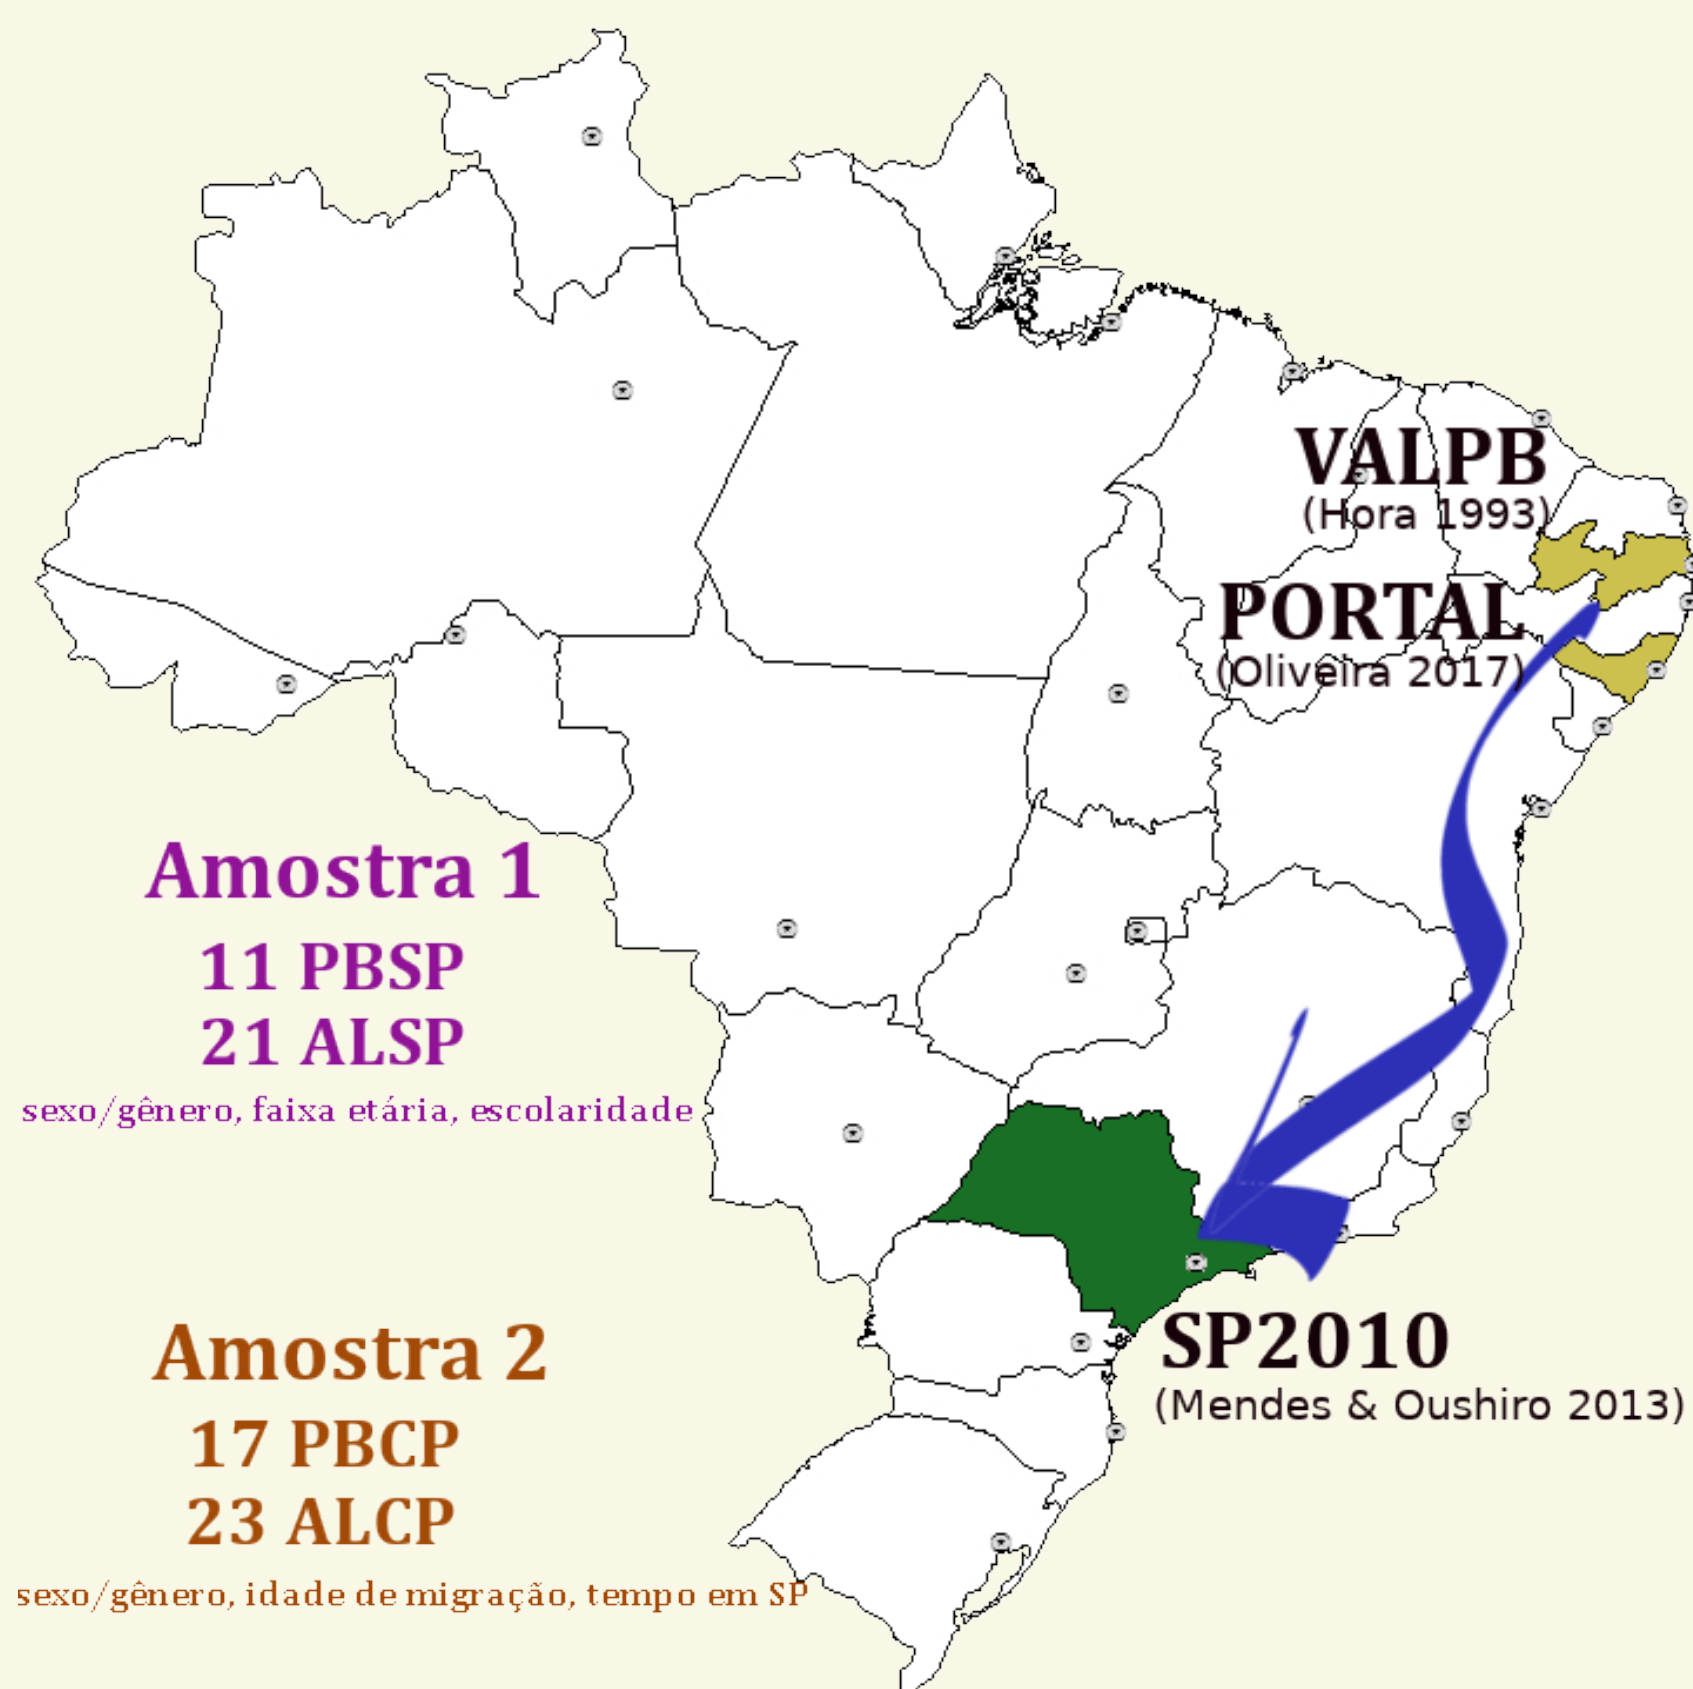 VALPB
(Hora 1993)
PORTAL
(Oliveira 2017)
Amostra 1
11 PBSP
21 ALSP
sexo/gênero, faixa etária, escolaridade
SP2010
(Mendes & Oushiro 2013)
Amostra 2
17 PBCP
23 ALCP
sexo/gênero, idade de migração, tempo em SP